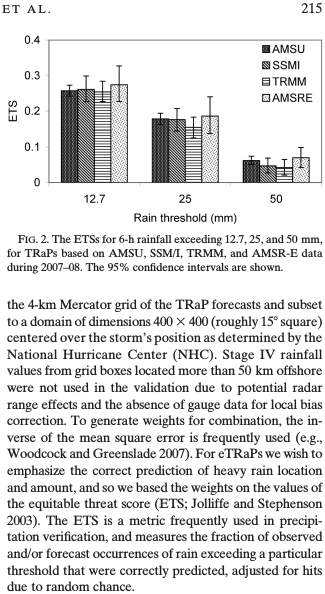 ET AL.
215
0.4
0.3
0.2
0.1
0
ETS
AMSU
SSMI
TRMM
AMSRE
12.7
25
50
Rain threshold (mm)
FIG. 2. The ETSs for 6-h rainfall exceeding 12.7, 25, and 50 mm,
for TRaPs based on AMSU, SSM/I, TRMM, and AMSR-E data
during 2007–08. The 95% confidence intervals are shown.
the 4-km Mercator grid of the TRaP forecasts and subset
to a domain of dimensions 400 × 400 (roughly 15° square)
centered over the storm's position as determined by the
National Hurricane Center (NHC). Stage IV rainfall
values from grid boxes located more than 50 km offshore
were not used in the validation due to potential radar
range effects and the absence of gauge data for local bias
correction. To generate weights for combination, the in-
verse of the mean square error is frequently used (e.g.,
Woodcock and Greenslade 2007). For eTRaPs we wish to
emphasize the correct prediction of heavy rain location
and amount, and so we based the weights on the values of
the equitable threat score (ETS; Jolliffe and Stephenson
2003). The ETS is a metric frequently used in precipi-
tation verification, and measures the fraction of observed
and/or forecast occurrences of rain exceeding a particular
threshold that were correctly predicted, adjusted for hits
due to random chance.